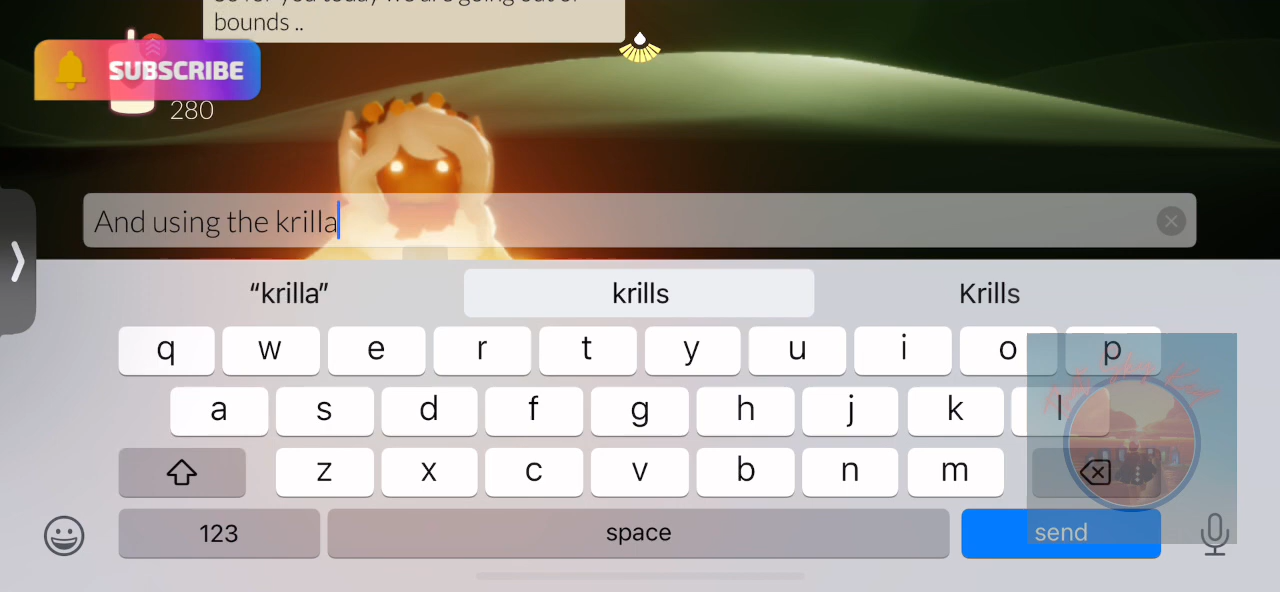 bounds ..
SUBSCRIBE
280
And using the krilla
“krilla” krills Krills
q w e r t y u i o p
a s d f g h j k l
z x c v b n m
123 space send